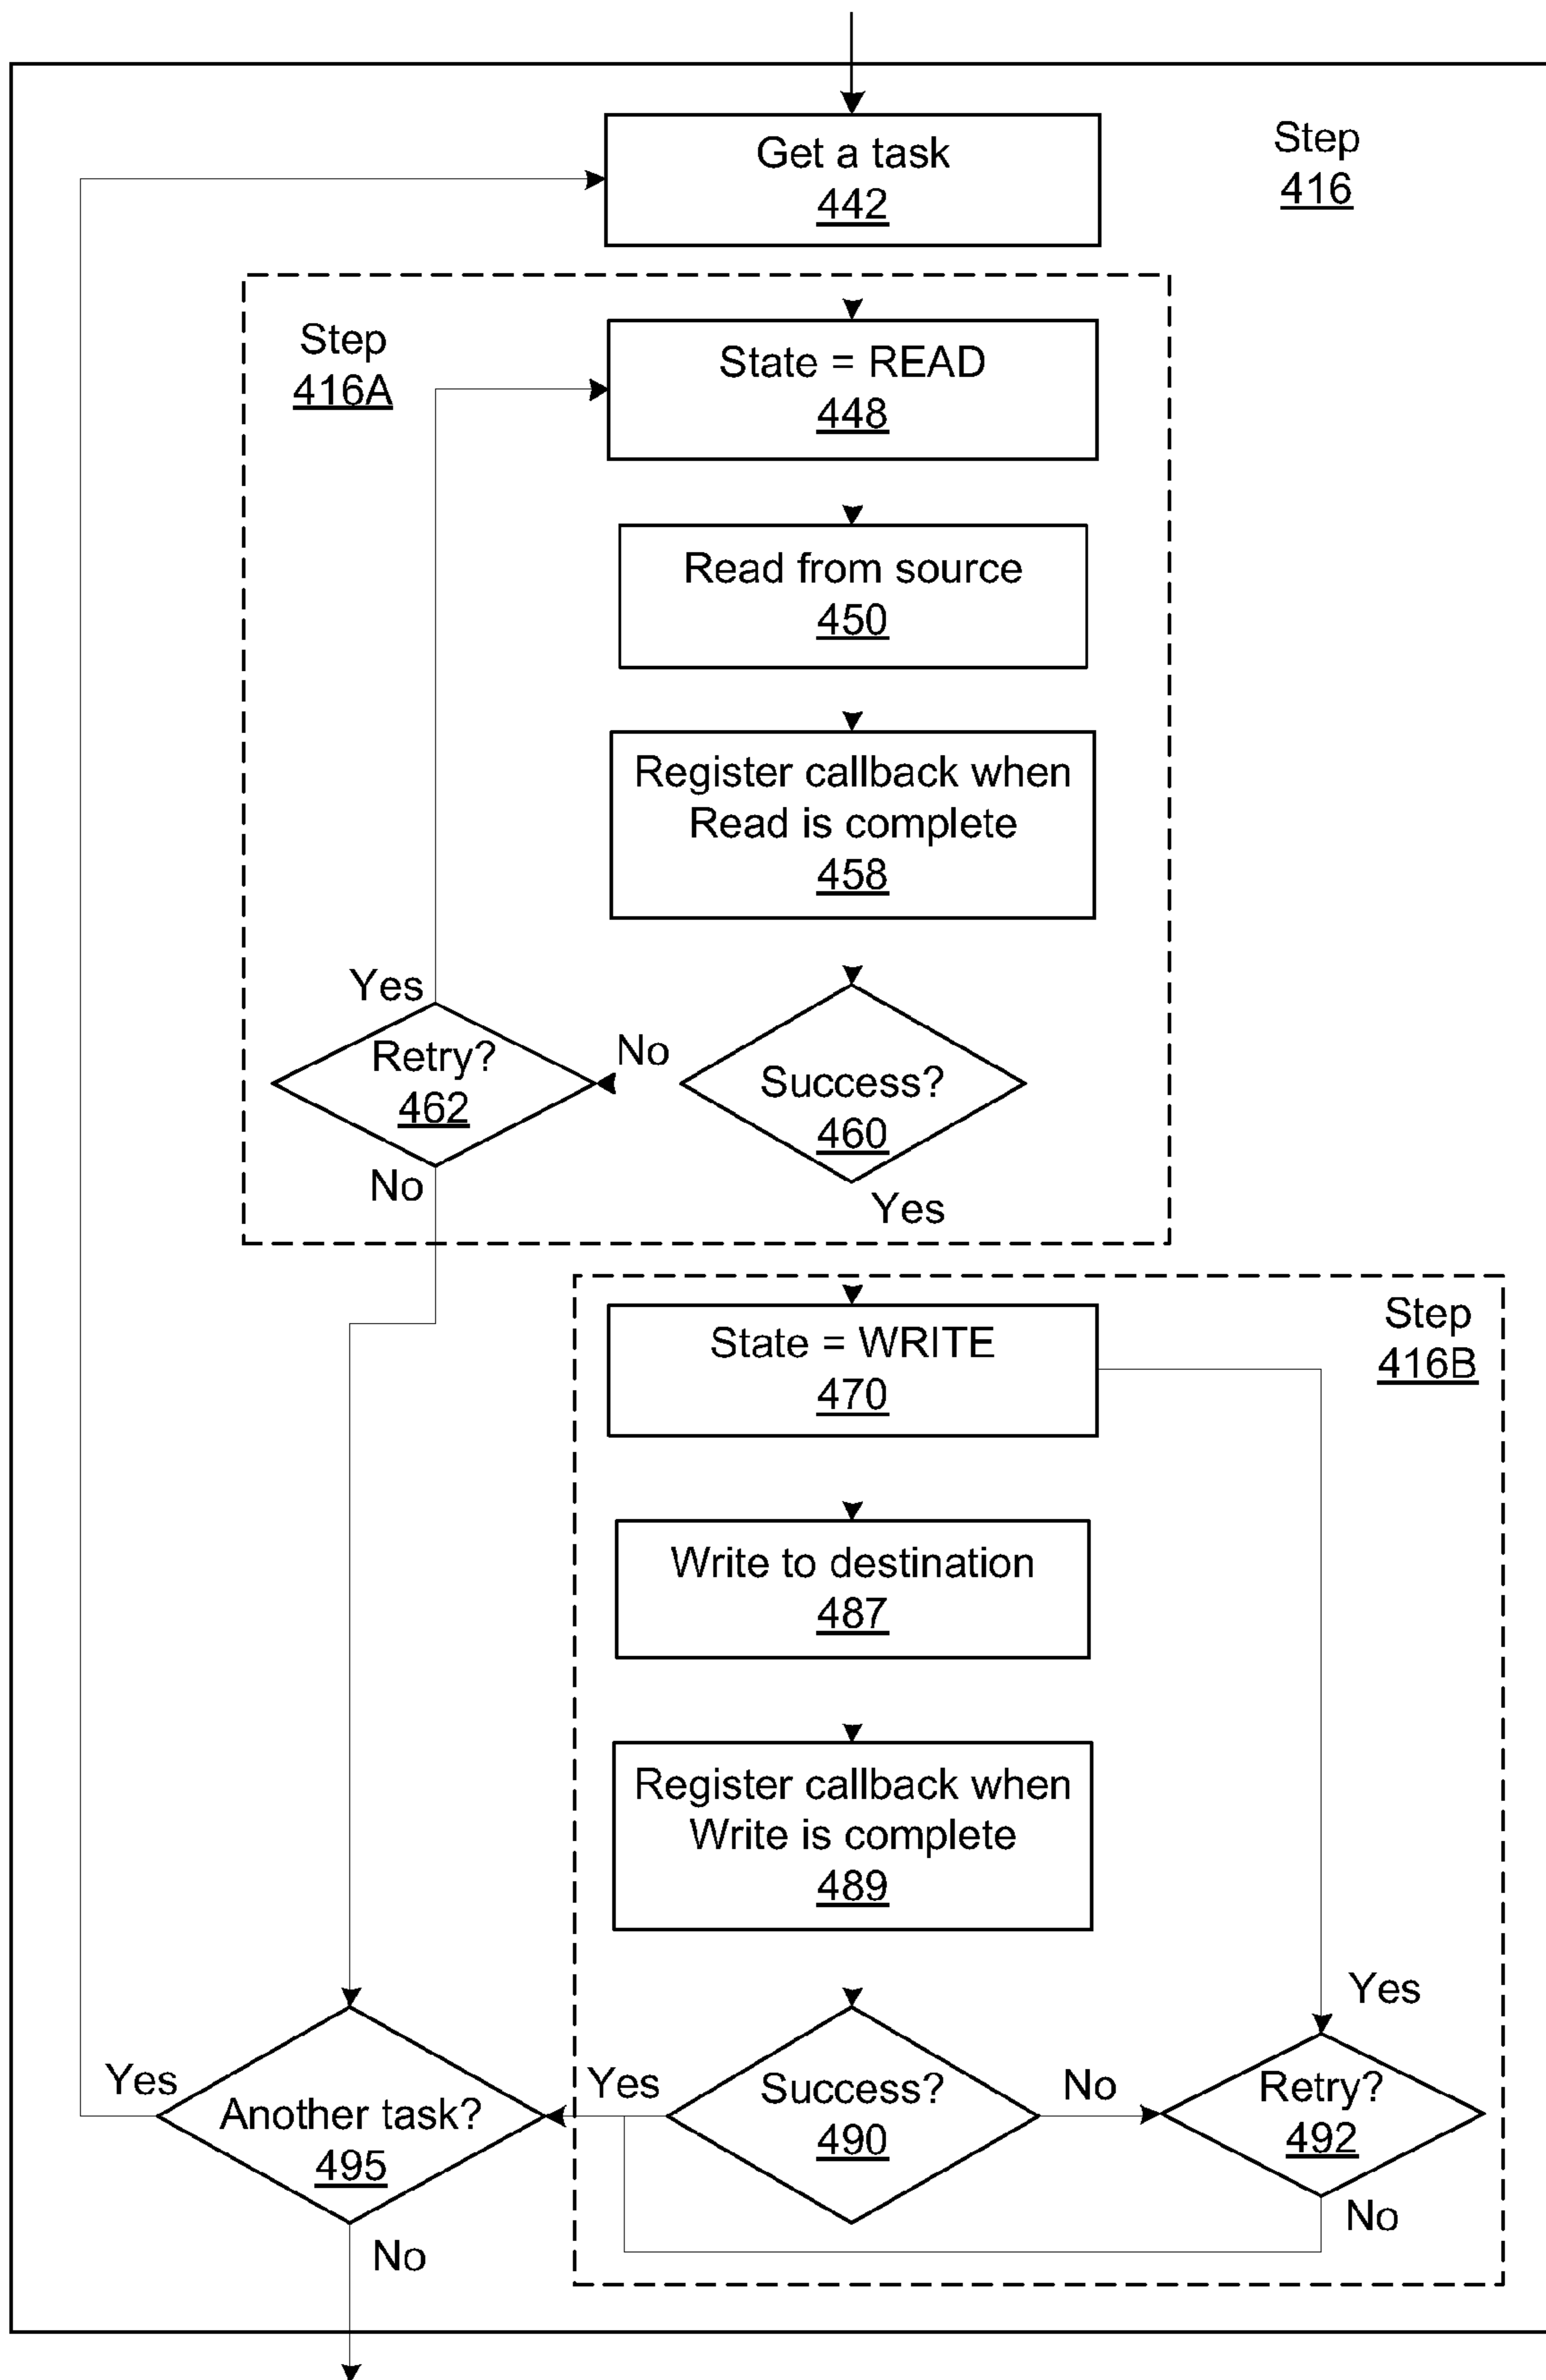 Get a task
442
Step
416
Step
416A
State = READ
448
Read from source
450
Register callback when
Read is complete
458
Yes
Retry?
462
No
Success?
460
No
Yes
State = WRITE
470
Step
416B
Write to destination
487
Register callback when
Write is complete
489
Yes
Yes
Another task?
495
Yes
Success?
490
No
Retry?
492
No
No